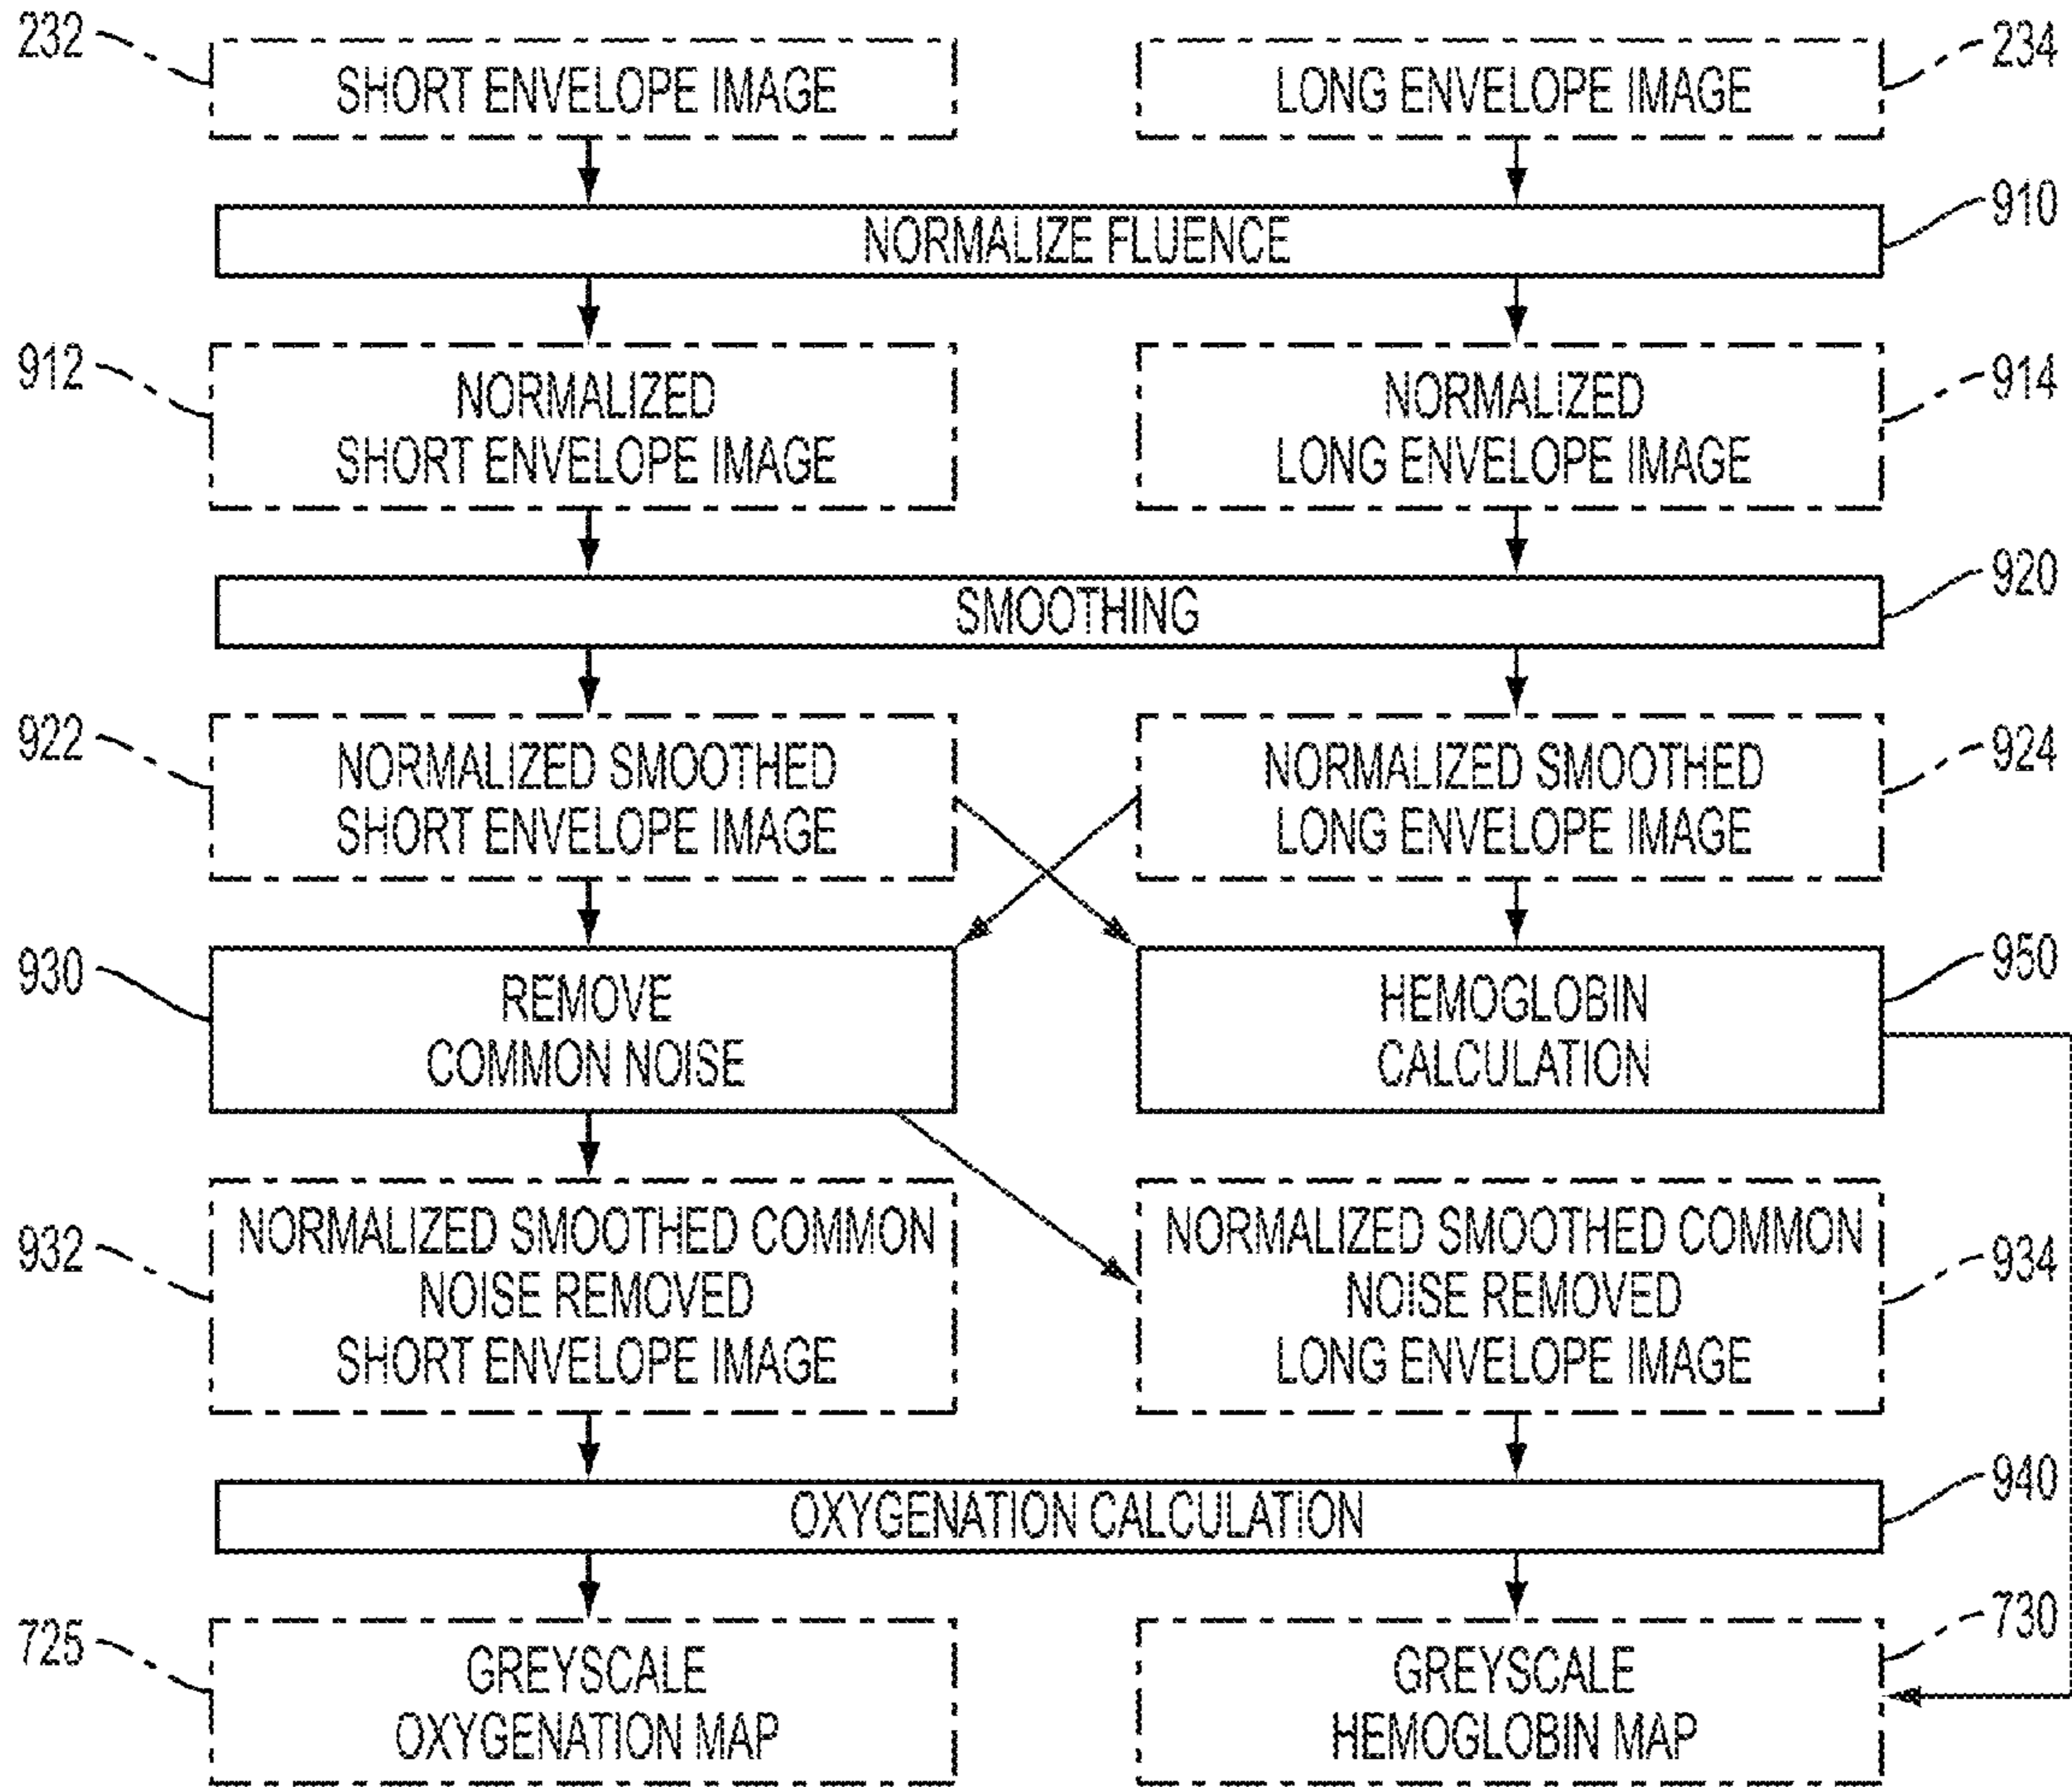 232
SHORT ENVELOPE IMAGE
LONG ENVELOPE IMAGE
234
NORMALIZE FLUENCE
910
912
NORMALIZED
SHORT ENVELOPE IMAGE
NORMALIZED
LONG ENVELOPE IMAGE
914
SMOOTHING
920
922
NORMALIZED SMOOTHED
SHORT ENVELOPE IMAGE
NORMALIZED SMOOTHED
LONG ENVELOPE IMAGE
924
930
REMOVE
COMMON NOISE
HEMOGLOBIN
CALCULATION
950
932
NORMALIZED SMOOTHED COMMON
NOISE REMOVED
SHORT ENVELOPE IMAGE
NORMALIZED SMOOTHED COMMON
NOISE REMOVED
LONG ENVELOPE IMAGE
934
OXYGENATION CALCULATION
940
725
GREYSCALE
OXYGENATION MAP
GREYSCALE
HEMOGLOBIN MAP
730